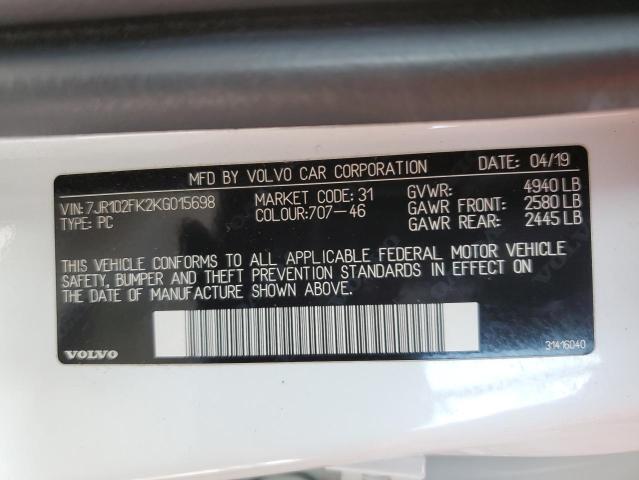 MFD BY VOLVO CAR CORPORATION DATE: 04/19
VIN:7JR102FK2KG015698 MARKET CODE: 31 GVWR: 4940 LB
TYPE: PC COLOUR:707-46 GAWR FRONT: 2580 LB
GAWR REAR: 2445 LB
THIS VEHICLE CONFORMS TO ALL APPLICABLE FEDERAL MOTOR VEHICLE
SAFETY, BUMPER AND THEFT PREVENTION STANDARDS IN EFFECT ON
THE DATE OF MANUFACTURE SHOWN ABOVE.
VOLVO 31416040